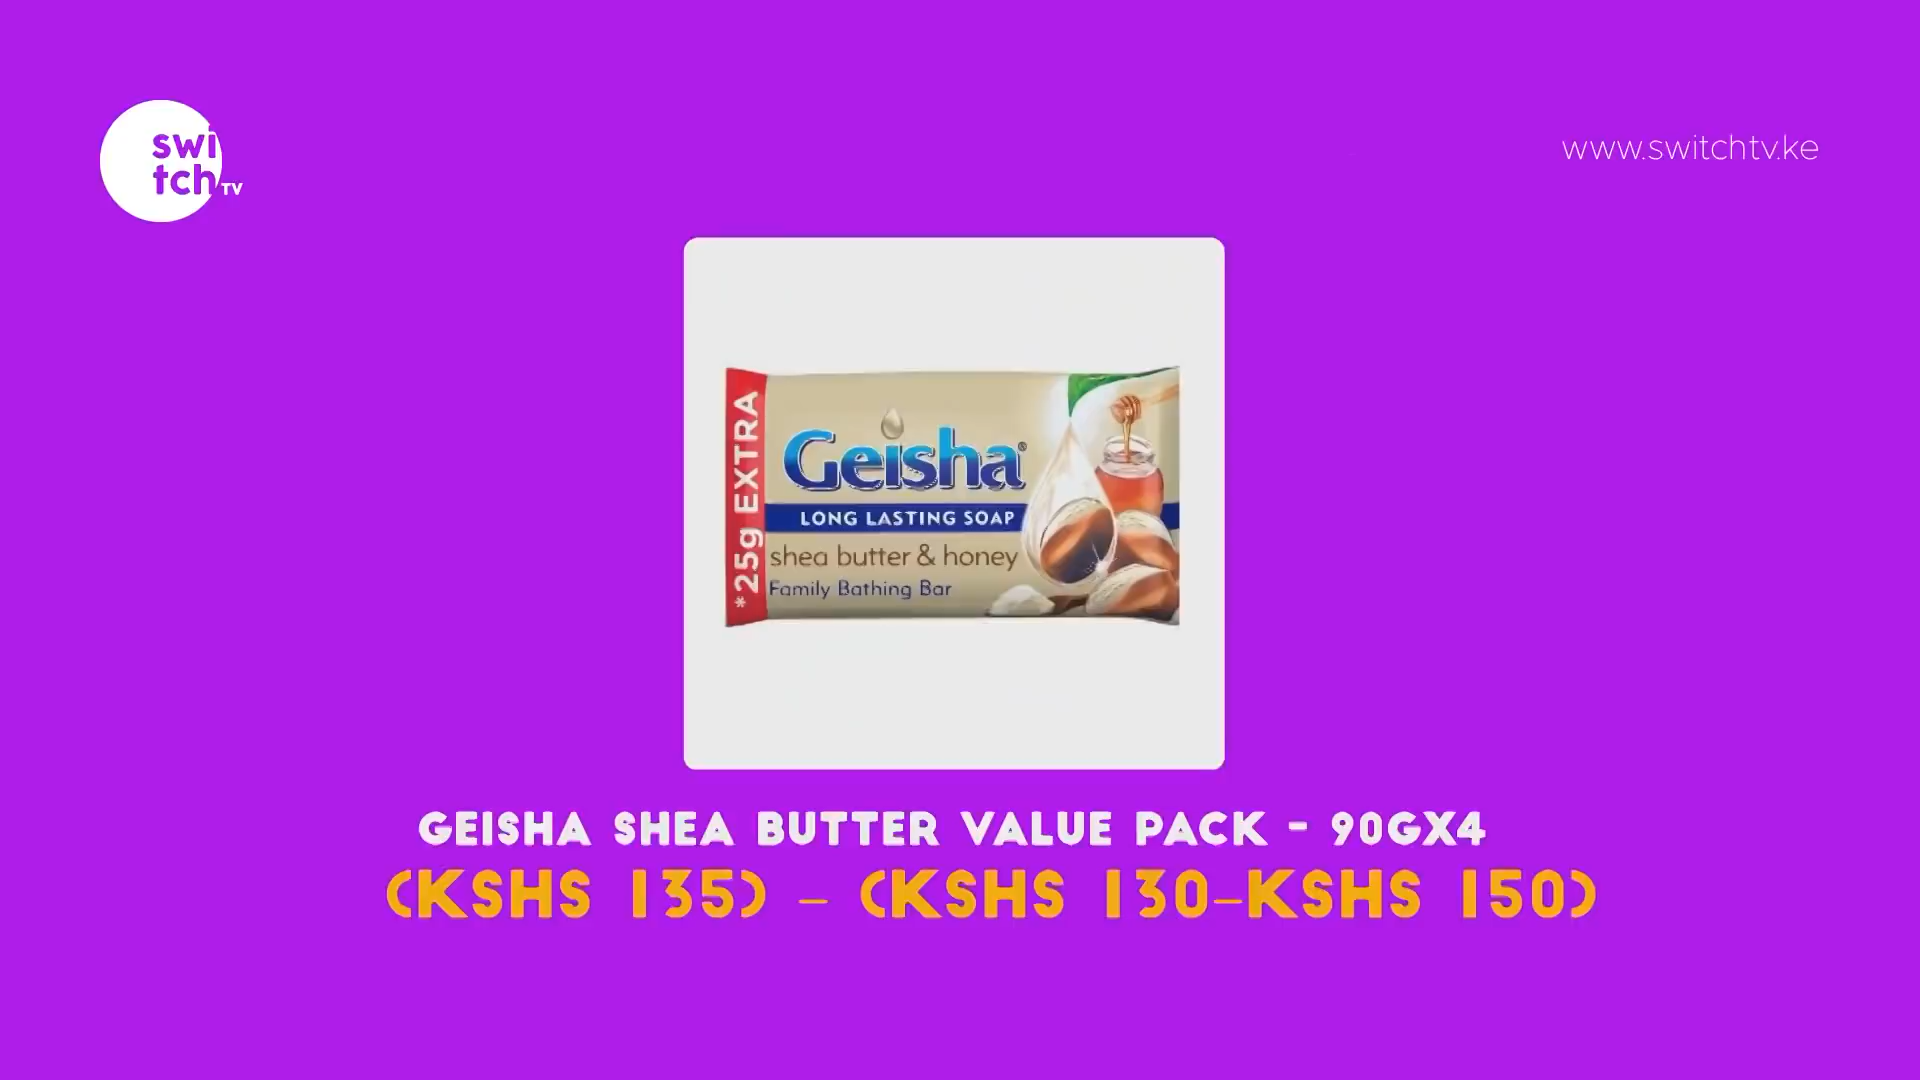 swi
tch TV
www.switchtv.ke
*25g EXTRA
Geisha®
LONG LASTING SOAP
shea butter & honey
Family Bathing Bar
GEISHA SHEA BUTTER VALUE PACK - 90GX4
(KSHS 135) - (KSHS 130-KSHS 150)